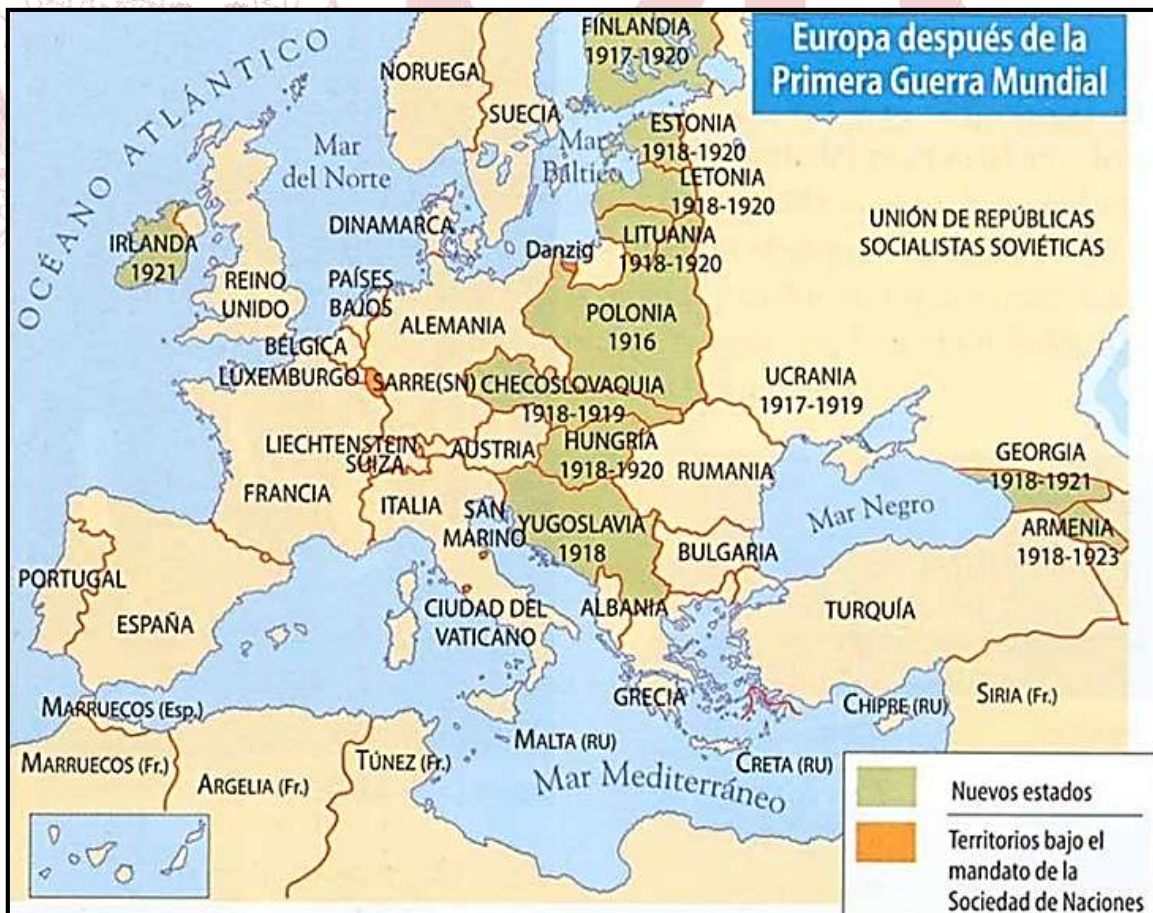 Europa después de la
Primera Guerra Mundial
OCÉANO ATLÁNTICO
NORUEGA
SUECIA
FINLANDIA
1917-1920
Mar
del Norte
Mar
Báltico
ESTONIA
1918-1920
LETONIA
1918-1920
LITUANIA
1918-1920
UNIÓN DE REPÚBLICAS
SOCIALISTAS SOVIÉTICAS
DINAMARCA
Danzig
IRLANDA
1921
REINO
UNIDO
PAÍSES
BAJOS
ALEMANIA
POLONIA
1916
BÉLGICA
LUXEMBURGO
SARRE(SN)
CHECOSLOVAQUIA
1918-1919
UCRANIA
1917-1919
LIECHTENSTEIN
SUIZA
AUSTRIA
HUNGRÍA
1918-1920
RUMANIA
GEORGIA
1918-1921
FRANCIA
ITALIA
SAN
MARINO
YUGOSLAVIA
1918
Mar Negro
ARMENIA
1918-1923
BULGARIA
PORTUGAL
ESPAÑA
CIUDAD DEL
VATICANO
ALBANIA
TURQUÍA
GRECIA
MARRUECOS (Esp.)
CHIPRE (RU)
SIRIA (Fr.)
MARRUECOS (Fr.)
ARGELIA (Fr.)
TÚNEZ (Fr.)
MALTA (RU)
CRETA (RU)
Mar Mediterráneo
Nuevos estados
Territorios bajo el
mandato de la
Sociedad de Naciones